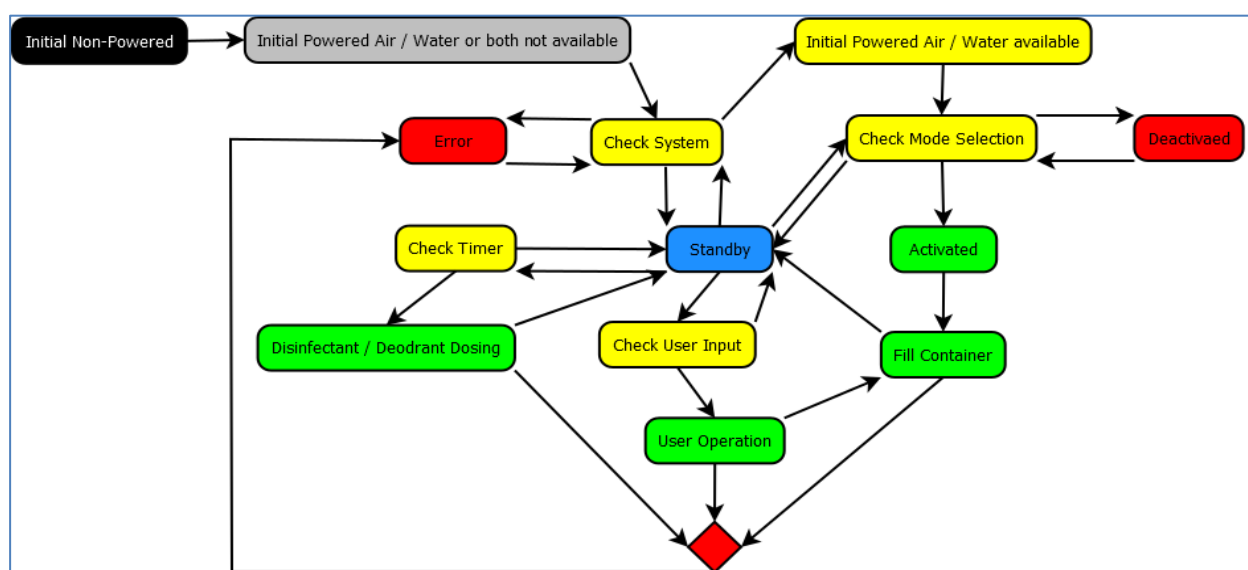 Initial Non-Powered
Initial Powered Air / Water or both not available
Initial Powered Air / Water available
Error
Check System
Check Mode Selection
Deactivaed
Check Timer
Standby
Activated
Disinfectant / Deodrant Dosing
Check User Input
Fill Container
User Operation